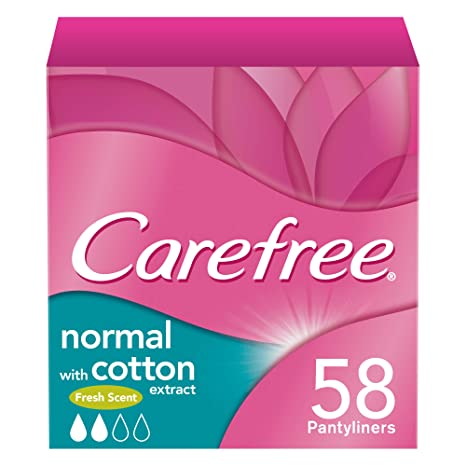 Carefree®
normal
with cotton
extract
Fresh Scent
58
Pantyliners